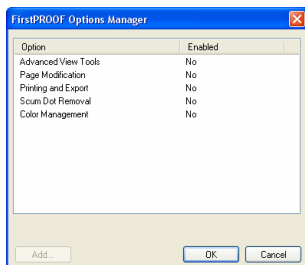 FirstPROOF Options Manager
Option Enabled
Advanced View Tools No
Page Modification No
Printing and Export No
Scum Dot Removal No
Color Management No
Add... OK Cancel